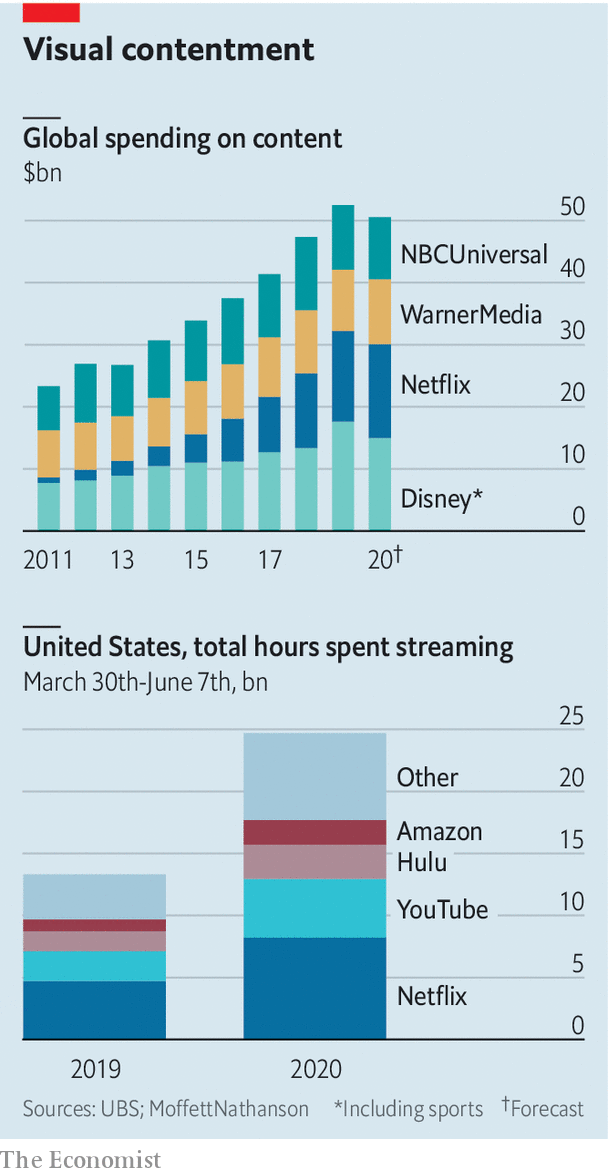 Visual contentment
Global spending on content
$bn
50
NBCUniversal
40
WarnerMedia
30
Netflix
20
10
Disney*
0
2011 13 15 17 20†
United States, total hours spent streaming
March 30th-June 7th, bn
25
Other
20
Amazon
15
Hulu
YouTube
10
5
Netflix
0
2019 2020
Sources: UBS; MoffettNathanson *Including sports †Forecast
The Economist